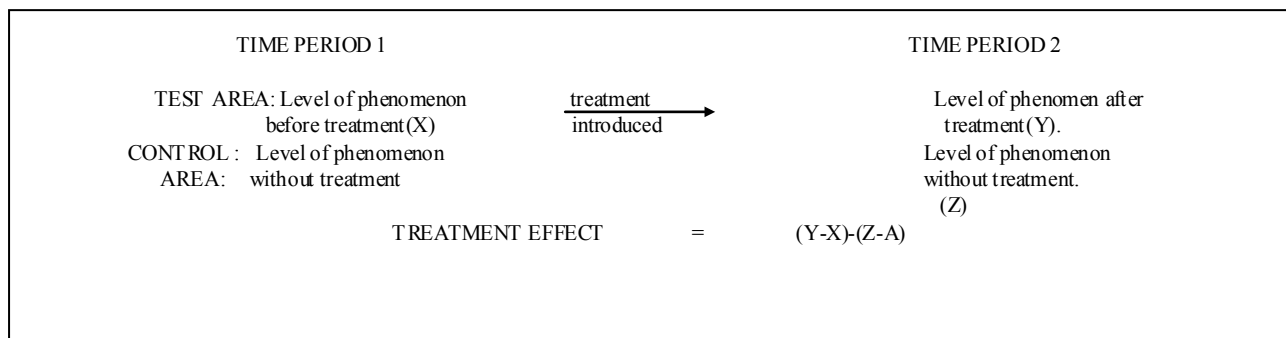 TIME PERIOD 1 TIME PERIOD 2
TEST AREA: Level of phenomenon treatment Level of phenomen after
before treatment(X) introduced treatment(Y).
CONTROL : Level of phenomenon Level of phenomenon
AREA: without treatment without treatment.
(Z)
TREATMENT EFFECT = (Y-X)-(Z-A)